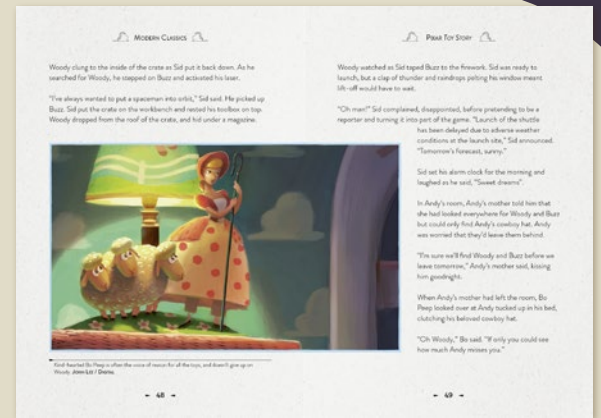 MODERN CLASSICS
Woody clung to the inside of the crate as Sid put it back down. As he
searched for Woody, he stepped on Buzz and activated his laser.
"I've always wanted to put a spaceman into orbit," Sid said. He picked up
Buzz. Sid put the crate on the workbench and rested his toolbox on top.
Woody dropped from the roof of the crate, and hid under a magazine.
Kind-hearted Bo Peep is often the voice of reason for all the toys, and doesn't give up on
Woody. John Lee / Drama.
48
PIXAR TOY STORY
Woody watched as Sid taped Buzz to the firework. Sid was ready to
launch, but a clap of thunder and raindrops pelting his window meant
lift-off would have to wait.
"Oh man!" Sid complained, disappointed, before pretending to be a
reporter and turning it into part of the game. "Launch of the shuttle
has been delayed due to adverse weather
conditions at the launch site," Sid announced.
"Tomorrow's forecast, sunny."
Sid set his alarm clock for the morning and
laughed as he said, "Sweet dreams".
In Andy's room, Andy's mother told him that
she had looked everywhere for Woody and Buzz
but could only find Andy's cowboy hat. Andy
was worried that they'd leave them behind.
"I'm sure we'll find Woody and Buzz before we
leave tomorrow," Andy's mother said, kissing
him goodnight.
When Andy's mother had left the room, Bo
Peep looked over at Andy tucked up in his bed,
clutching his beloved cowboy hat.
"Oh Woody," Bo said. "If only you could see
how much Andy misses you."
49